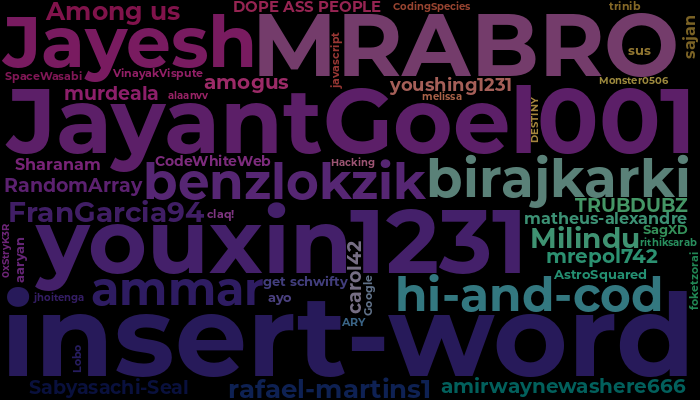 Among us
DOPE ASS PEOPLE
CodingSpecies
trinib
Jayesh
MRABRO
sajan
javascript
sus
SpaceWasabi
VinayakVispute
amogus
youshing1231
Monster0506
murdeala
alaanvv
melissa
JayantGoel001
DESTINY
Sharanam
CodeWhiteWeb
Hacking
birajkarki
RandomArray
benzlokzik
TRUBDUBZ
FranGarcia94
claq!
matheus-alexandre
youxin1231
Milindu
SagXD
rithiksarab
0xStryK3R
aaryan
carol42
mrepol742
foketzorai
AstroSquared
ammar
get schwifty
Google
hi-and-cod
jhoitenga
ayo
insert-word
ARY
Lobo
Sabyasachi-Seal
rafael-martins1
amirwaynewashere666